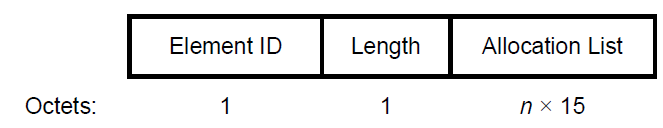 Element ID Length Allocation List
Octets: 1 1 n × 15